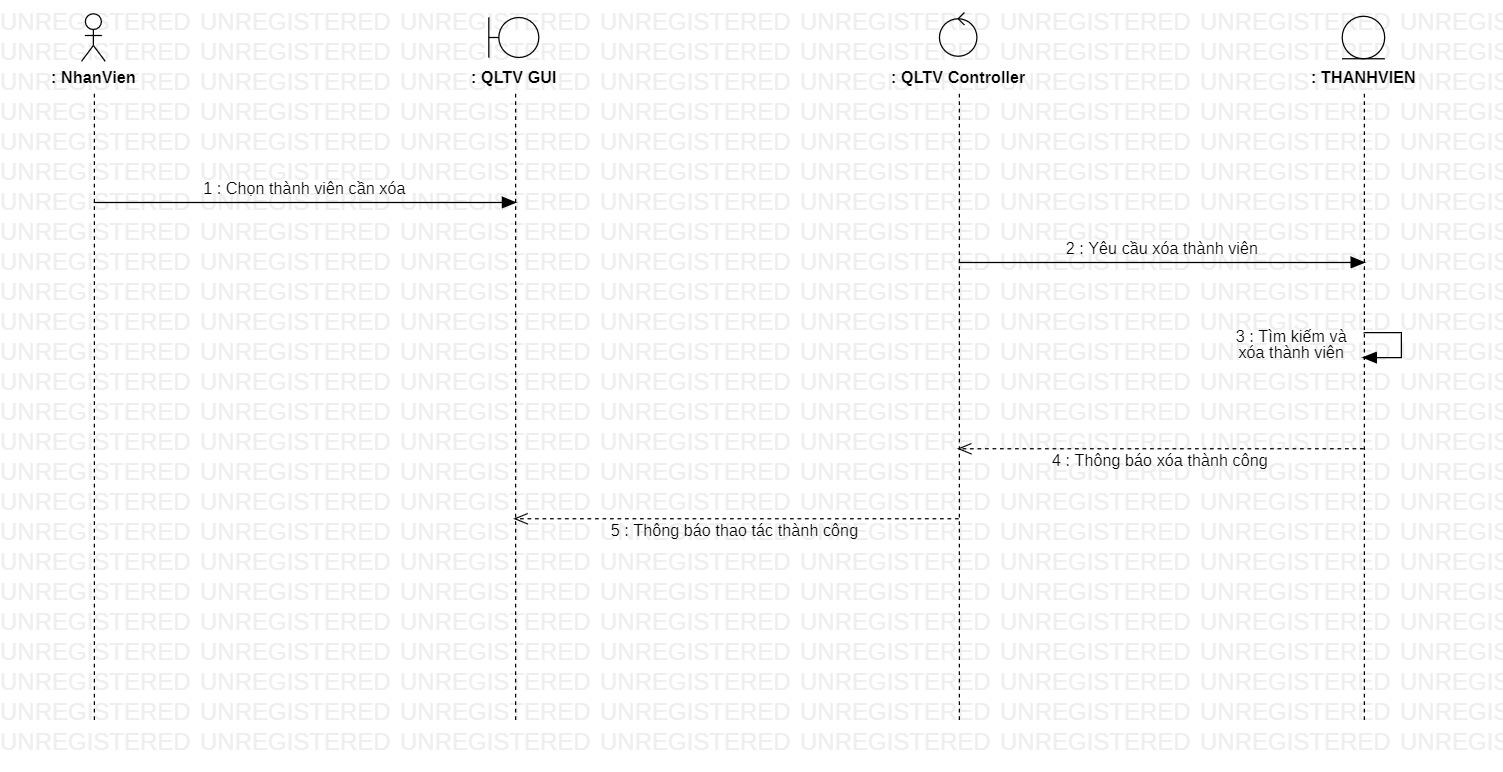 : NhanVien
: QLTV GUI
: QLTV Controller
: THANHVIEN
1 : Chọn thành viên cần xóa
2 : Yêu cầu xóa thành viên
3 : Tìm kiếm và
xóa thành viên
4 : Thông báo xóa thành công
5 : Thông báo thao tác thành công
UNREGISTERED